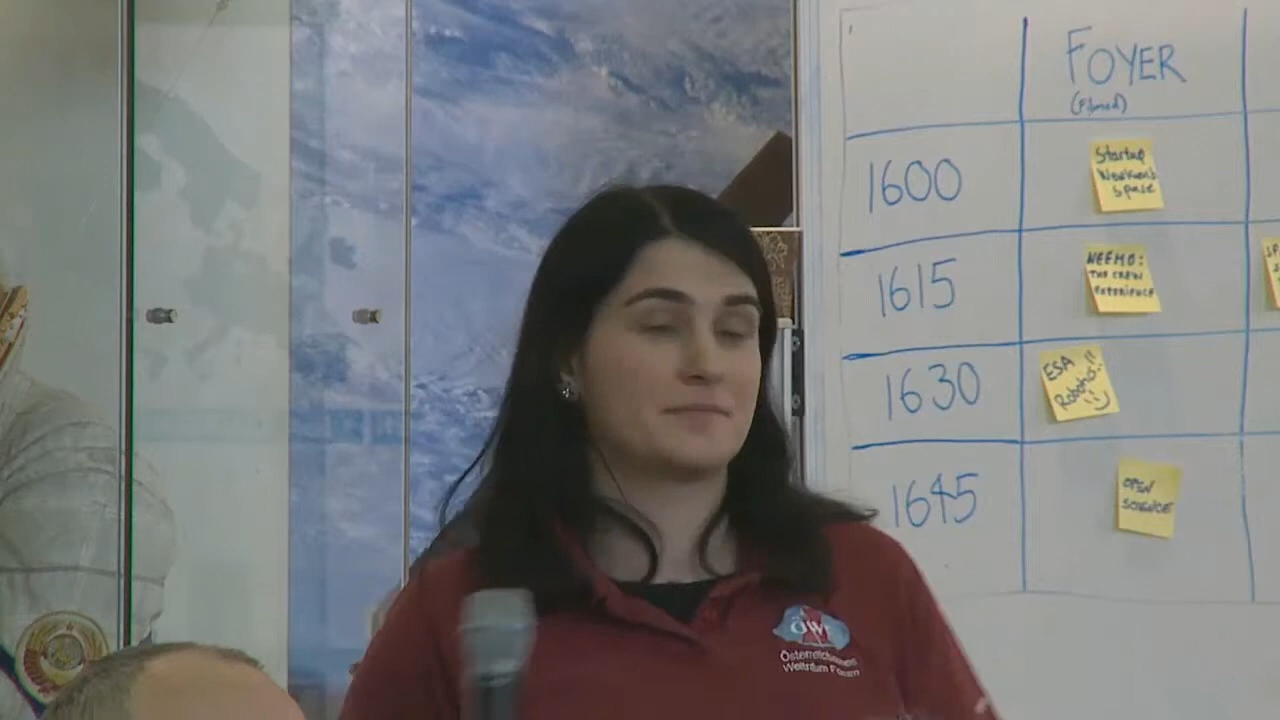 FOYER
(Filmed)
1600
Startup
Weekend
Space
1615
NEEMO:
THE CREW
EXPERIENCE
1630
ESA
Robotics!!
:)
1645
OPEN
SCIENCE
ÖWF
Österreichisches
Weltraum Forum